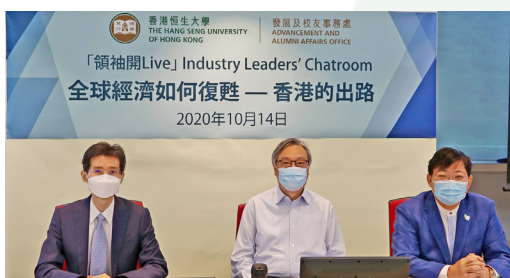 香港恒生大學
THE HANG SENG UNIVERSITY
OF HONG KONG
發展及校友事務處
ADVANCEMENT AND
ALUMNI AFFAIRS OFFICE
「領袖開Live」Industry Leaders' Chatroom
全球經濟如何復甦 — 香港的出路
2020年10月14日